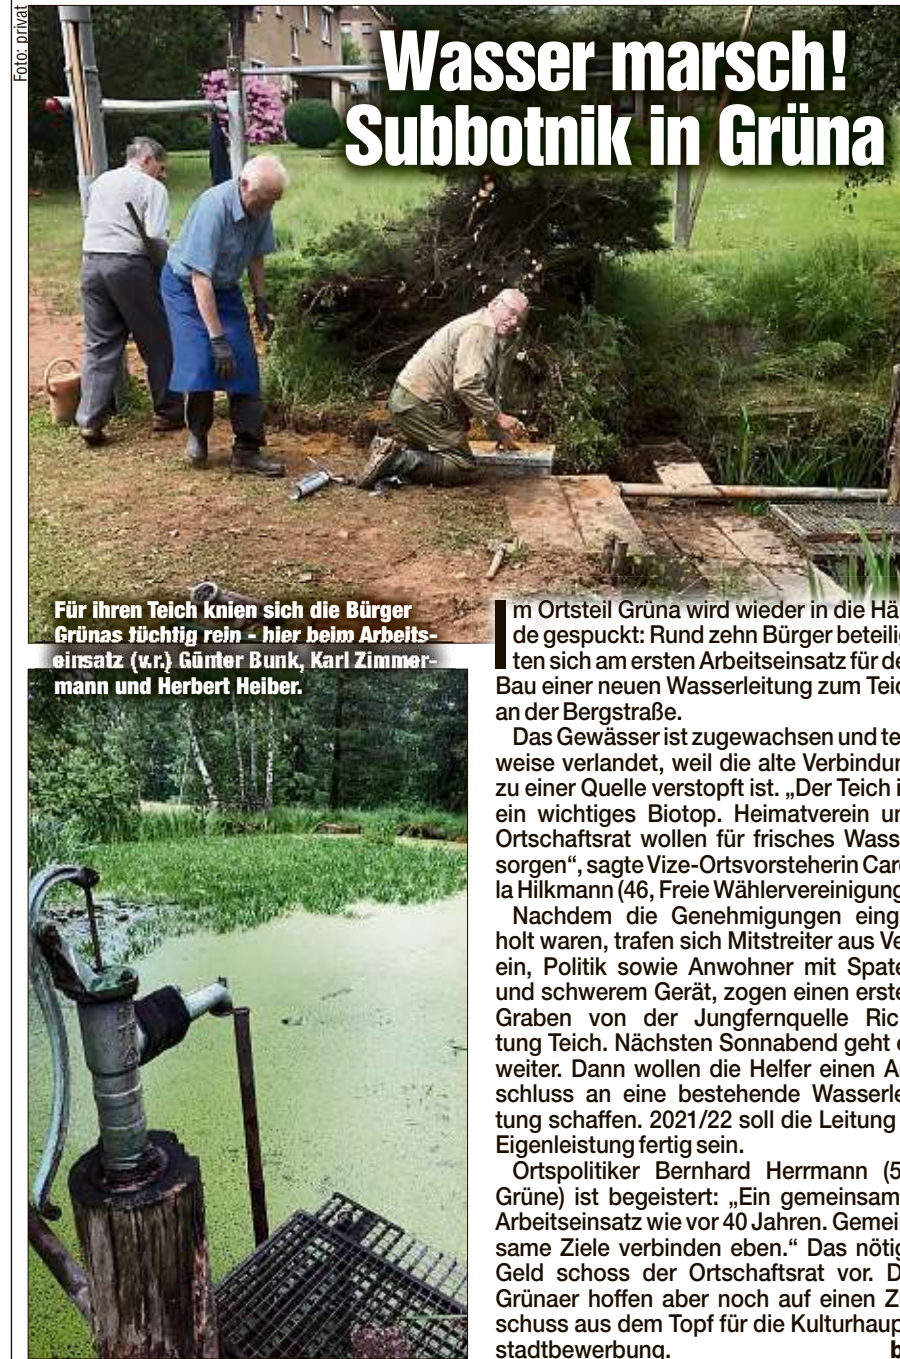 Foto: privat
Wasser marsch!
Subbotnik in Grüna
Für ihren Teich knien sich die Bürger
Grünas tüchtig rein - hier beim Arbeits-
einsatz (v.r.) Günter Bunk, Karl Zimmer-
mann und Herbert Heiber.
Im Ortsteil Grüna wird wieder in die Hä
de gespuckt: Rund zehn Bürger beteilig
ten sich am ersten Arbeitseinsatz für de
Bau einer neuen Wasserleitung zum Teic
an der Bergstraße.
Das Gewässer ist zugewachsen und te
weise verlandet, weil die alte Verbindun
zu einer Quelle verstopft ist. „Der Teich i
ein wichtiges Biotop. Heimatverein un
Ortschaftsrat wollen für frisches Wass
sorgen“, sagte Vize-Ortsvorsteherin Caro
la Hilkmann (46, Freie Wählervereinigung
Nachdem die Genehmigungen eing
holt waren, trafen sich Mitstreiter aus Ve
ein, Politik sowie Anwohner mit Spate
und schwerem Gerät, zogen einen erste
Graben von der Jungfernquelle Ric
tung Teich. Nächsten Sonnabend geht e
weiter. Dann wollen die Helfer einen A
schluss an eine bestehende Wasserle
tung schaffen. 2021/22 soll die Leitung
Eigenleistung fertig sein.
Ortspolitiker Bernhard Herrmann (5
Grüne) ist begeistert: „Ein gemeinsam
Arbeitseinsatz wie vor 40 Jahren. Gemei
same Ziele verbinden eben.“ Das nötig
Geld schoss der Ortschaftsrat vor. D
Grünaer hoffen aber noch auf einen Z
schuss aus dem Topf für die Kulturhaup
stadtbewerbung. b